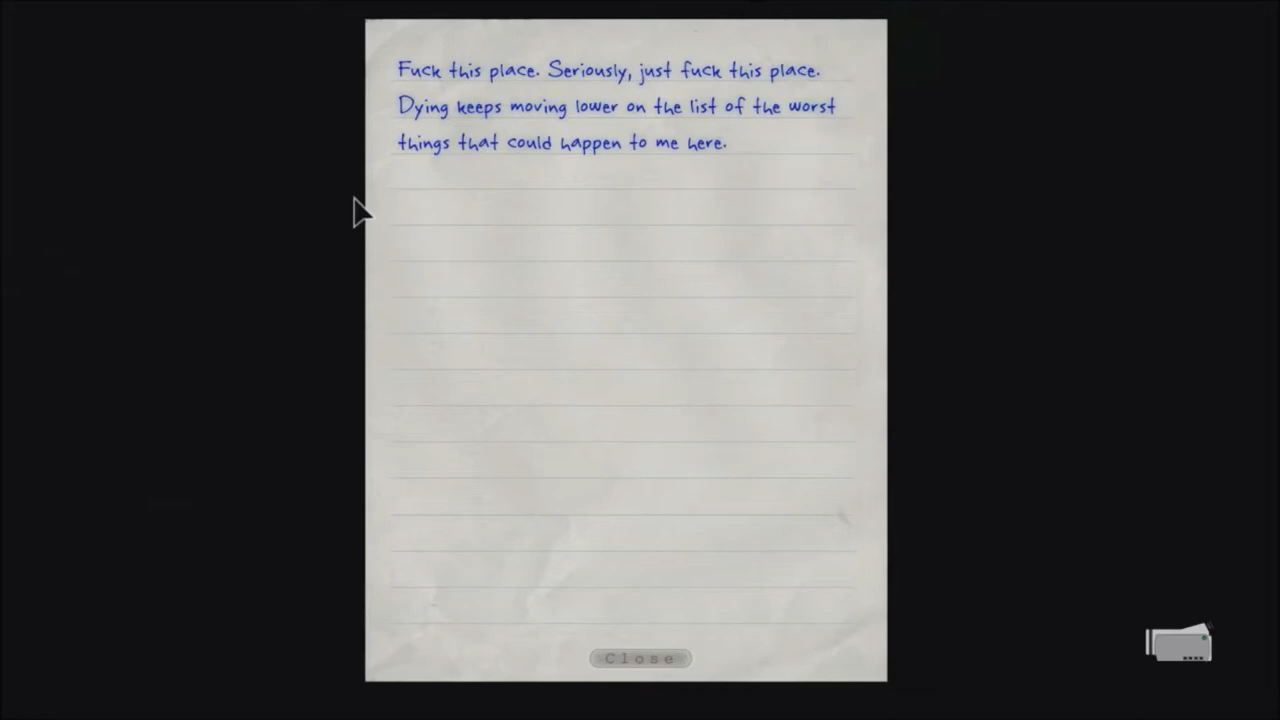 Fuck this place. Seriously, just fuck this place.
Dying keeps moving lower on the list of the worst
things that could happen to me here.
Close